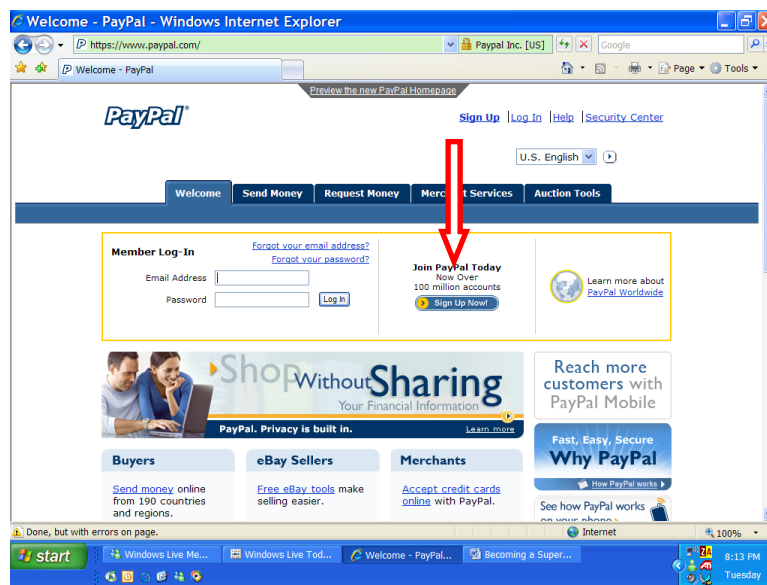 Welcome - PayPal - Windows Internet Explorer
https://www.paypal.com/
Paypal Inc. [US]
Google
Welcome - PayPal
Page
Tools
Preview the new PayPal Homepage
PayPal
Sign Up | Log In | Help | Security Center
U.S. English
Welcome
Send Money
Request Money
Merchant Services
Auction Tools
Member Log-In
Forgot your email address?
Forgot your password?
Email Address
Password
Log In
Join PayPal Today
Now Over
100 million accounts
Sign Up Now!
Learn more about
PayPal Worldwide
Shop Without Sharing
Your Financial Information
PayPal. Privacy is built in.
Learn more
Reach more
customers with
PayPal Mobile
Fast, Easy, Secure
Why PayPal
How PayPal works
See how PayPal works
on your phone
Buyers
Send money online
from 190 countries
and regions.
eBay Sellers
Free eBay tools make
selling easier.
Merchants
Accept credit cards
online with PayPal.
Done, but with errors on page.
Internet
100%
start
Windows Live Me...
Windows Live Tod...
Welcome - PayPal...
Becoming a Super...
8:13 PM
Tuesday